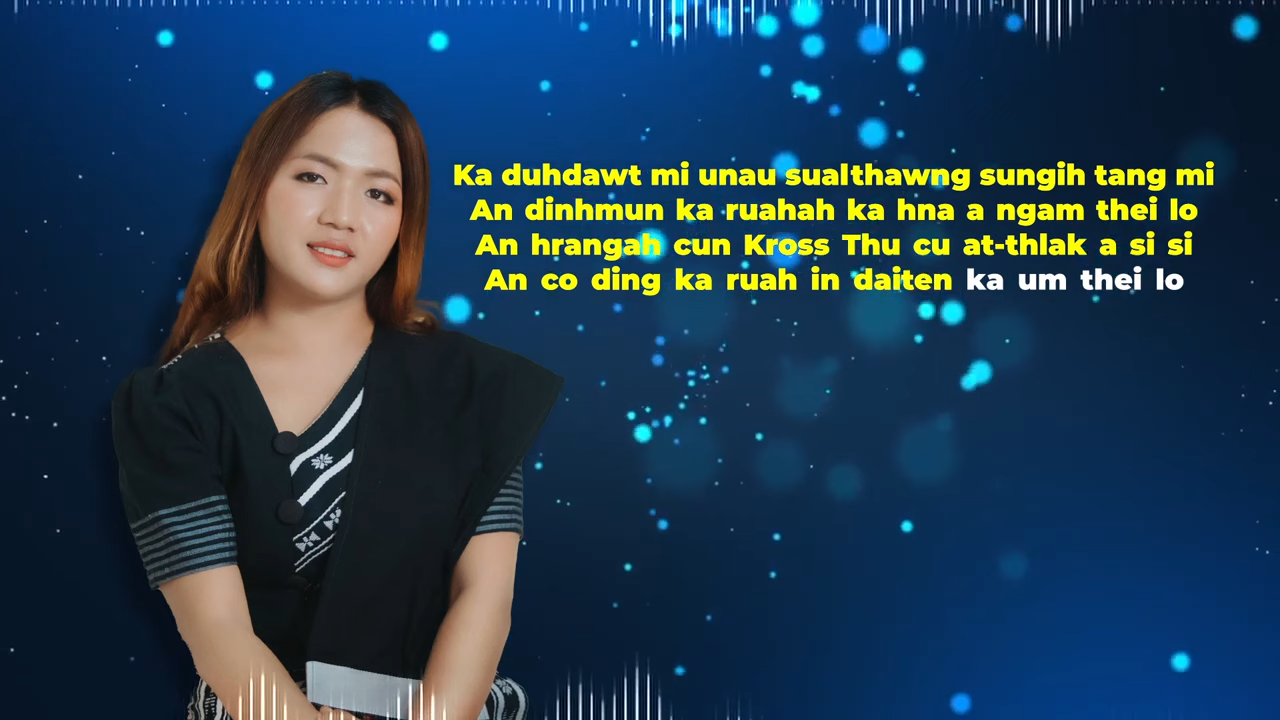 Ka duhdawt mi unau sualthawng sungih tang mi
An dinhmun ka ruahah ka hna a ngam thei lo
An hrangah cun Kross Thu cu at-thlak a si si
An co ding ka ruah in daiten ka um thei lo